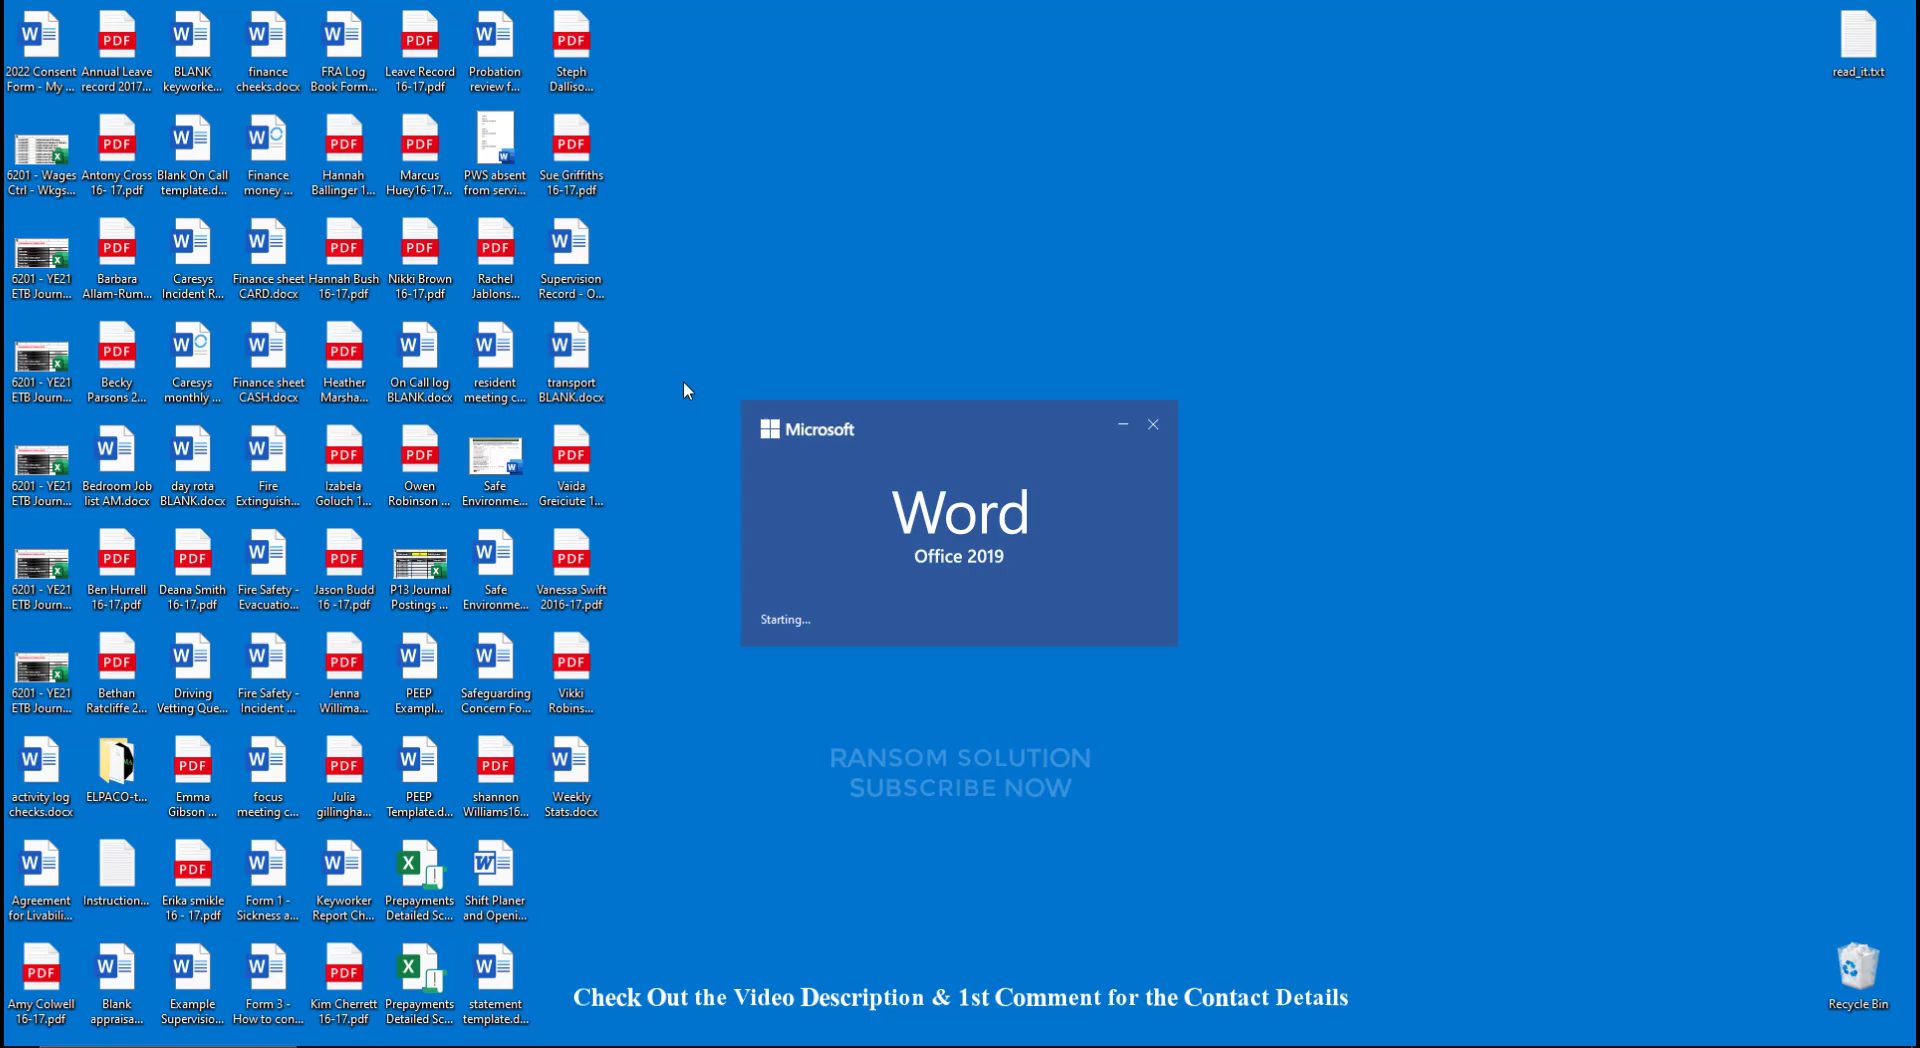 2022 Consent
Form - My ...
Annual Leave
record 2017...
BLANK
keyworke...
finance
cheeks.docx
FRA Log
Book Form...
Leave Record
16-17.pdf
Probation
review f...
Steph
Dalliso...
read_it.txt
6201 - Wages
Ctrl - Wkgs...
Antony Cross
16- 17.pdf
Blank On Call
template.d...
Finance
money ...
Hannah
Ballinger 1...
Marcus
Huey16-17...
PWS absent
from servi...
Sue Griffiths
16-17.pdf
6201 - YE21
ETB Journ...
Barbara
Allam-Rum...
Caresys
Incident R...
Finance sheet
CARD.docx
Hannah Bush
16-17.pdf
Nikki Brown
16-17.pdf
Rachel
Jablons...
Supervision
Record - O...
6201 - YE21
ETB Journ...
Becky
Parsons 2...
Caresys
monthly ...
Finance sheet
CASH.docx
Heather
Marsha...
On Call log
BLANK.docx
resident
meeting c...
transport
BLANK.docx
6201 - YE21
ETB Journ...
Bedroom Job
list AM.docx
day rota
BLANK.docx
Fire
Extinguish...
Izabela
Goluch 1...
Owen
Robinson ...
Safe
Environme...
Vaida
Greiciute 1...
6201 - YE21
ETB Journ...
Ben Hurrell
16-17.pdf
Deana Smith
16-17.pdf
Fire Safety -
Evacuatio...
Jason Budd
16 -17.pdf
P13 Journal
Postings ...
Safe
Environme...
Vanessa Swift
2016-17.pdf
6201 - YE21
ETB Journ...
Bethan
Ratcliffe 2...
Driving
Vetting Que...
Fire Safety -
Incident ...
Jenna
Willima...
PEEP
Exampl...
Safeguarding
Concern Fo...
Vikki
Robins...
activity log
checks.docx
ELPACO-t...
Emma
Gibson ...
focus
meeting c...
Julia
gillingha...
PEEP
Template.d...
shannon
Williams16...
Weekly
Stats.docx
Agreement
for Livabili...
Instruction...
Erika smikle
16 - 17.pdf
Form 1 -
Sickness a...
Keyworker
Report Ch...
Prepayments
Detailed Sc...
Shift Planer
and Openi...
Amy Colwell
16-17.pdf
Blank
appraisa...
Example
Supervisio...
Form 3 -
How to con...
Kim Cherrett
16-17.pdf
Prepayments
Detailed Sc...
statement
template.d...
Microsoft
Word
Office 2019
Starting...
RANSOM SOLUTION
SUBSCRIBE NOW
Check Out the Video Description & 1st Comment for the Contact Details
Recycle Bin